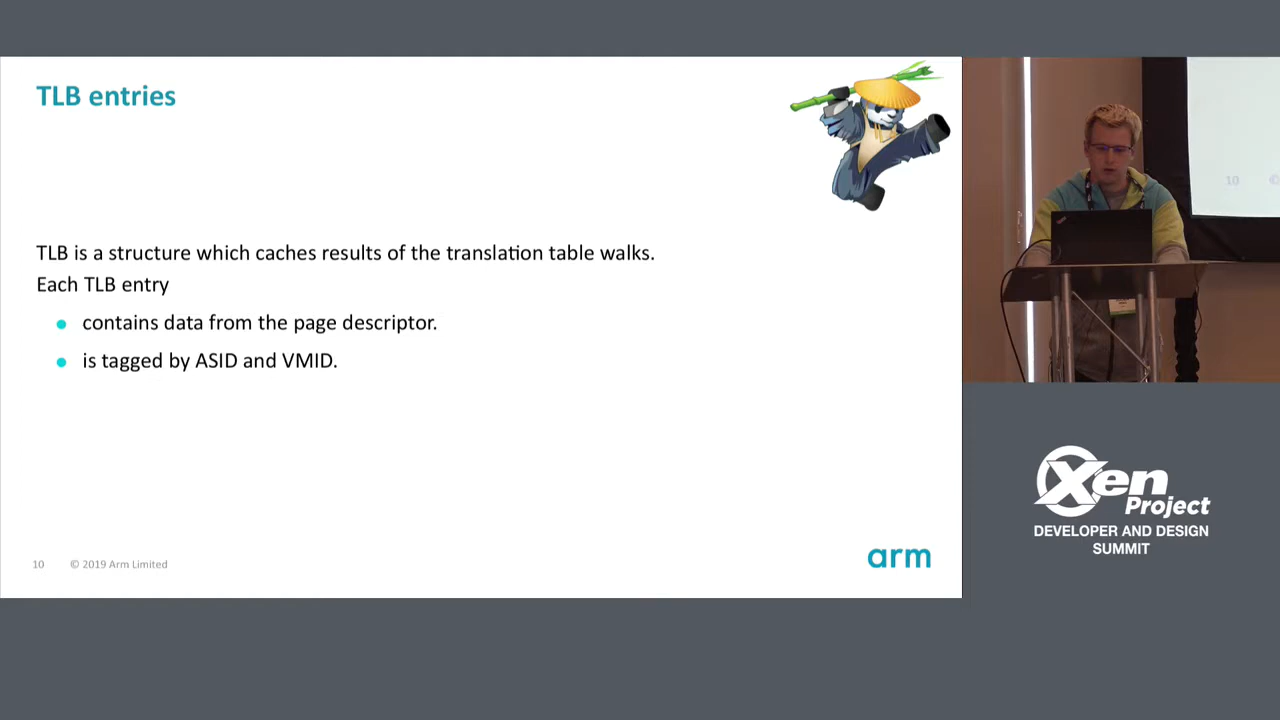 TLB entries
TLB is a structure which caches results of the translation table walks.
Each TLB entry
● contains data from the page descriptor.
● is tagged by ASID and VMID.
10 © 2019 Arm Limited
arm
10 ©
Xen
Project
DEVELOPER AND DESIGN
SUMMIT